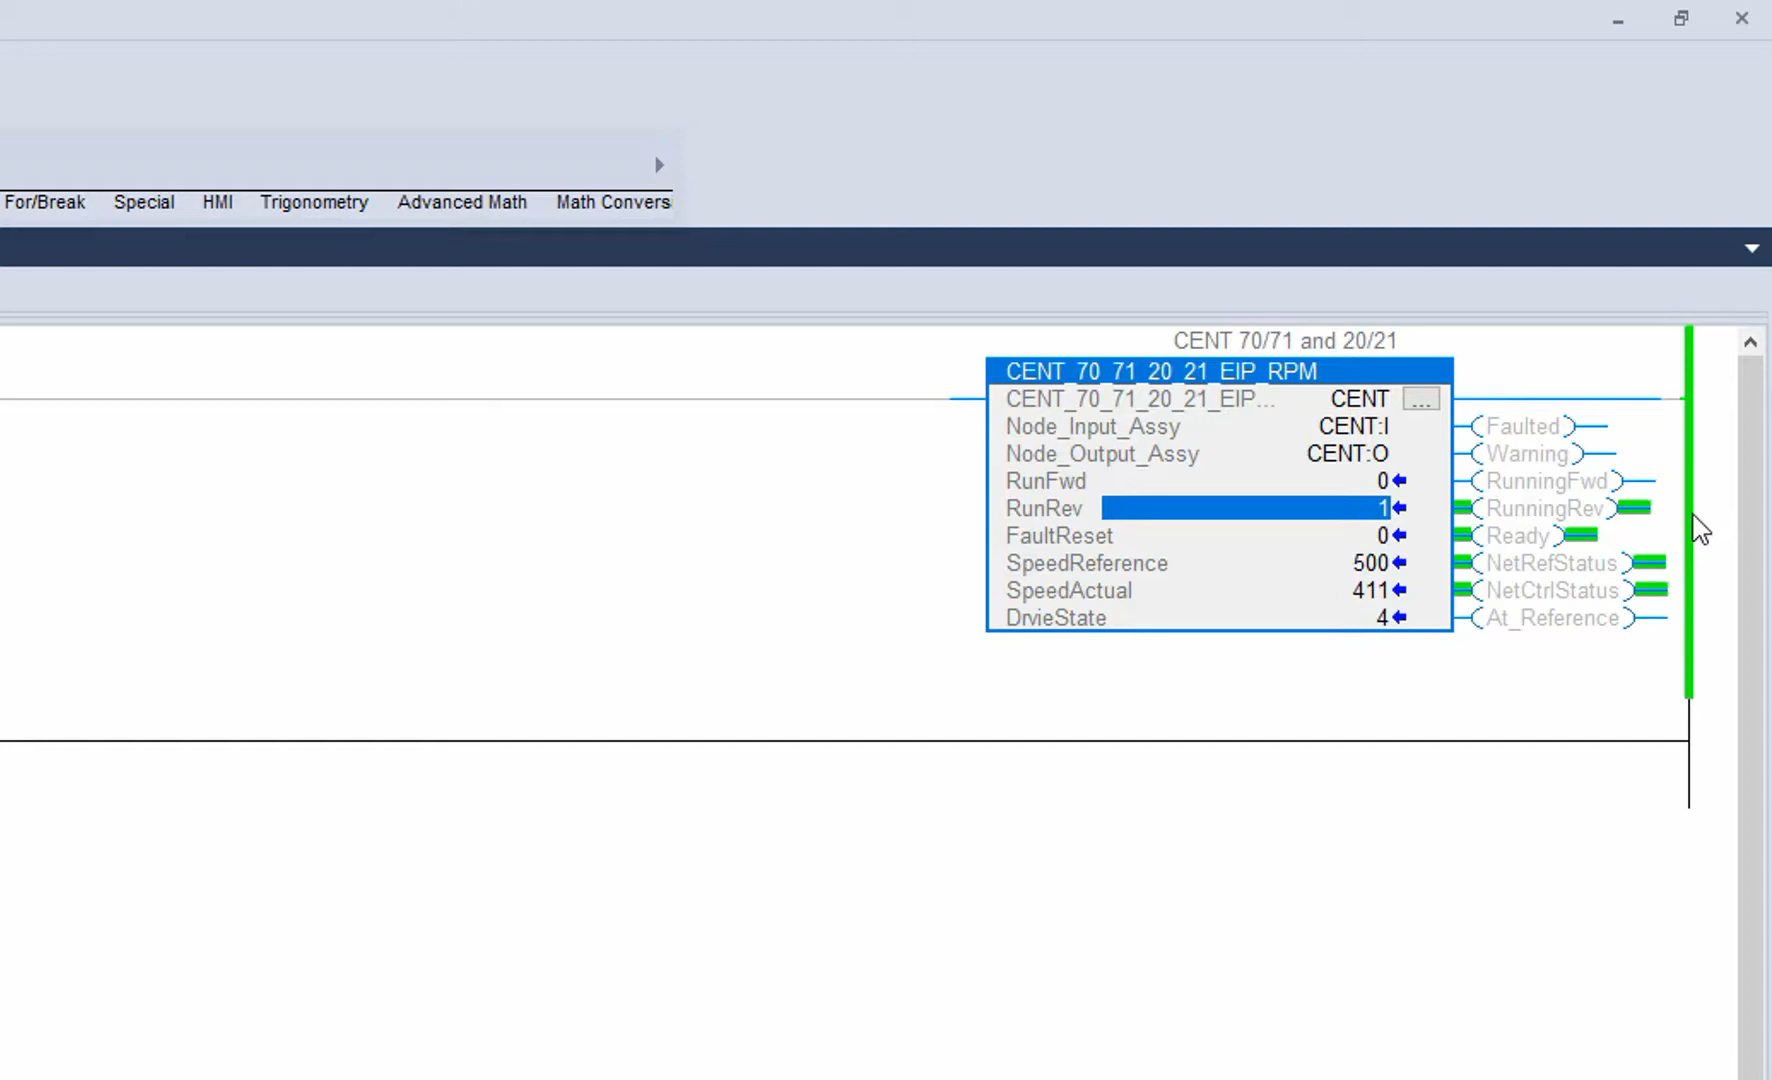 For/Break Special HMI Trigonometry Advanced Math Math Convers
CENT 70/71 and 20/21
CENT_70_71_20_21_EIP_RPM
CENT_70_71_20_21_EIP... CENT ...
Node_Input_Assy CENT:I Faulted
Node_Output_Assy CENT:O Warning
RunFwd 0 RunningFwd
RunRev 1 RunningRev
FaultReset 0 Ready
SpeedReference 500 NetRefStatus
SpeedActual 411 NetCtrlStatus
DrvieState 4 At_Reference